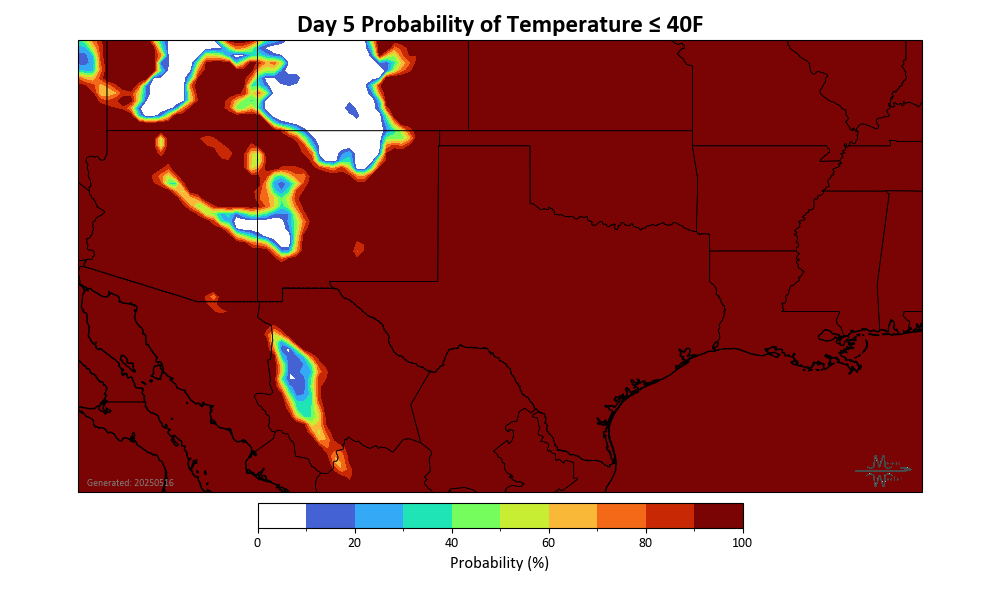 Day 5 Probability of Temperature ≤ 40F
Generated: 20250516
0 20 40 60 80 100
Probability (%)